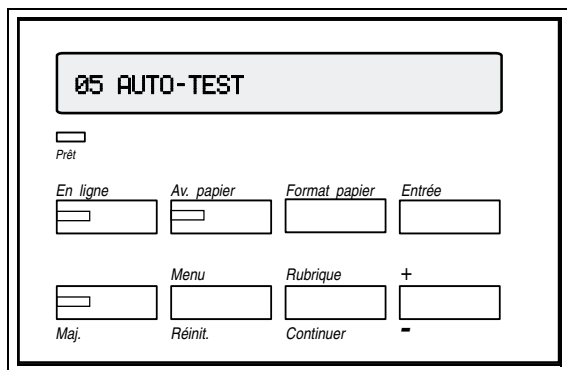 05 AUTO-TEST
Prêt
En ligne Av. papier Format papier Entrée
Menu Rubrique +
Maj. Réinit. Continuer -